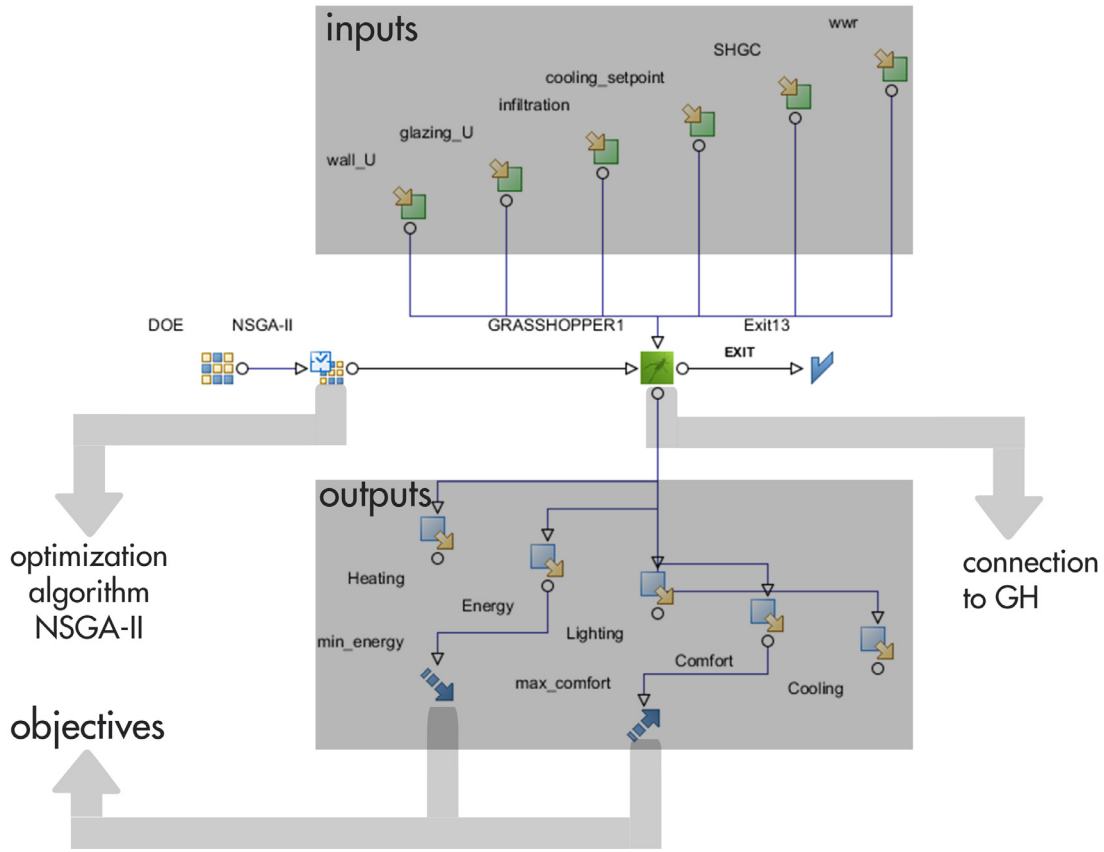 inputs
wwr
SHGC
cooling_setpoint
infiltration
glazing_U
wall_U
DOE
NSGA-II
GRASSHOPPER1
Exit13
EXIT
outputs
optimization
algorithm
NSGA-II
connection
to GH
Heating
Energy
Lighting
min_energy
Comfort
max_comfort
Cooling
objectives